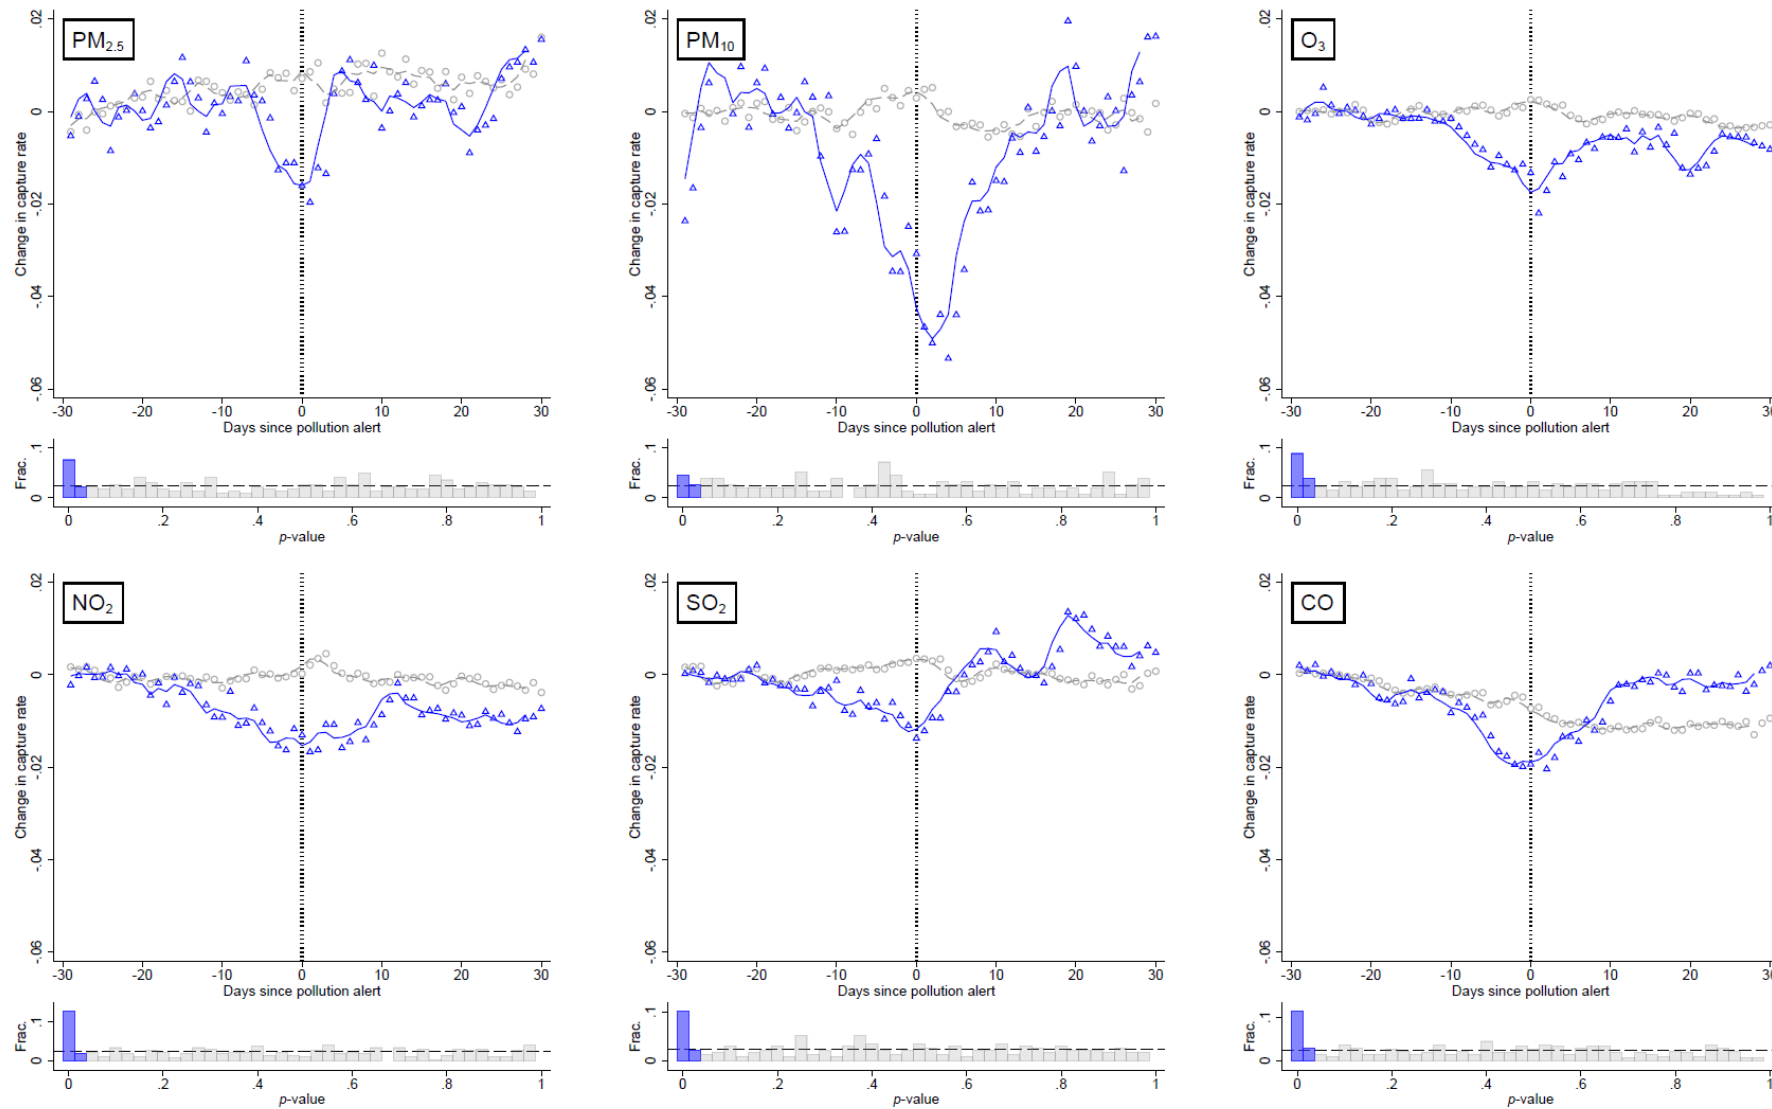 PM2.5
PM10
O3
.02
0
-.02
-.04
-.06
Change in capture rate
-30 -20 -10 0 10 20 30
Days since pollution alert
.02
0
-.02
-.04
-.06
Change in capture rate
-30 -20 -10 0 10 20 30
Days since pollution alert
.02
0
-.02
-.04
-.06
Change in capture rate
-30 -20 -10 0 10 20 30
Days since pollution alert
.1
0
Frac.
0 .2 .4 .6 .8 1
p-value
.1
0
Frac.
0 .2 .4 .6 .8 1
p-value
.1
0
Frac.
0 .2 .4 .6 .8 1
p-value
NO2
SO2
CO
.02
0
-.02
-.04
-.06
Change in capture rate
-30 -20 -10 0 10 20 30
Days since pollution alert
.02
0
-.02
-.04
-.06
Change in capture rate
-30 -20 -10 0 10 20 30
Days since pollution alert
.02
0
-.02
-.04
-.06
Change in capture rate
-30 -20 -10 0 10 20 30
Days since pollution alert
.1
0
Frac.
0 .2 .4 .6 .8 1
p-value
.1
0
Frac.
0 .2 .4 .6 .8 1
p-value
.1
0
Frac.
0 .2 .4 .6 .8 1
p-value